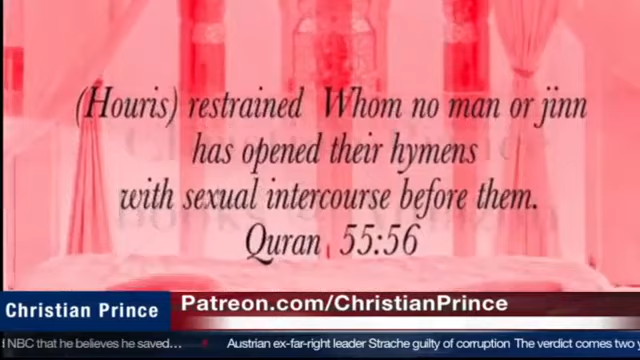 (Houris) restrained Whom no man or jinn
has opened their hymens
with sexual intercourse before them.
Quran 55:56
Christian Prince
Patreon.com/ChristianPrince
NBC that he believes he saved... Austrian ex-far-right leader Strache guilty of corruption The verdict comes two